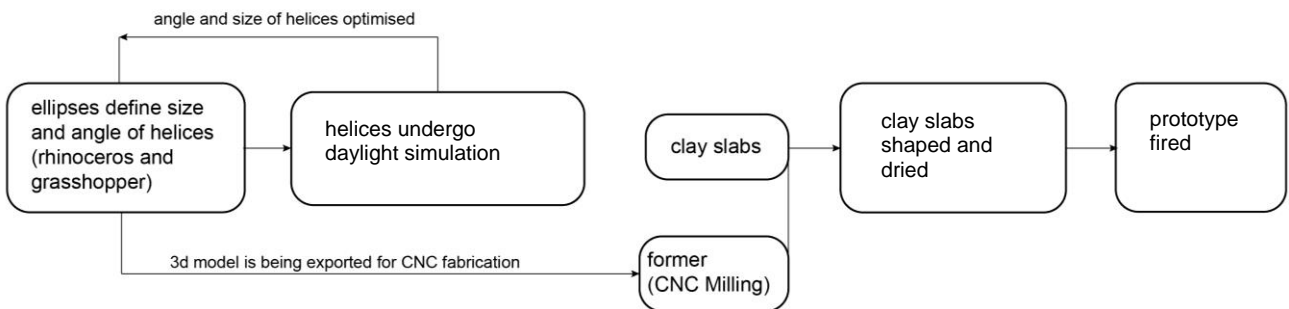 angle and size of helices optimised
ellipses define size
and angle of helices
(rhinoceros and
grasshopper)
helices undergo
daylight simulation
clay slabs
clay slabs
shaped and
dried
prototype
fired
3d model is being exported for CNC fabrication
former
(CNC Milling)